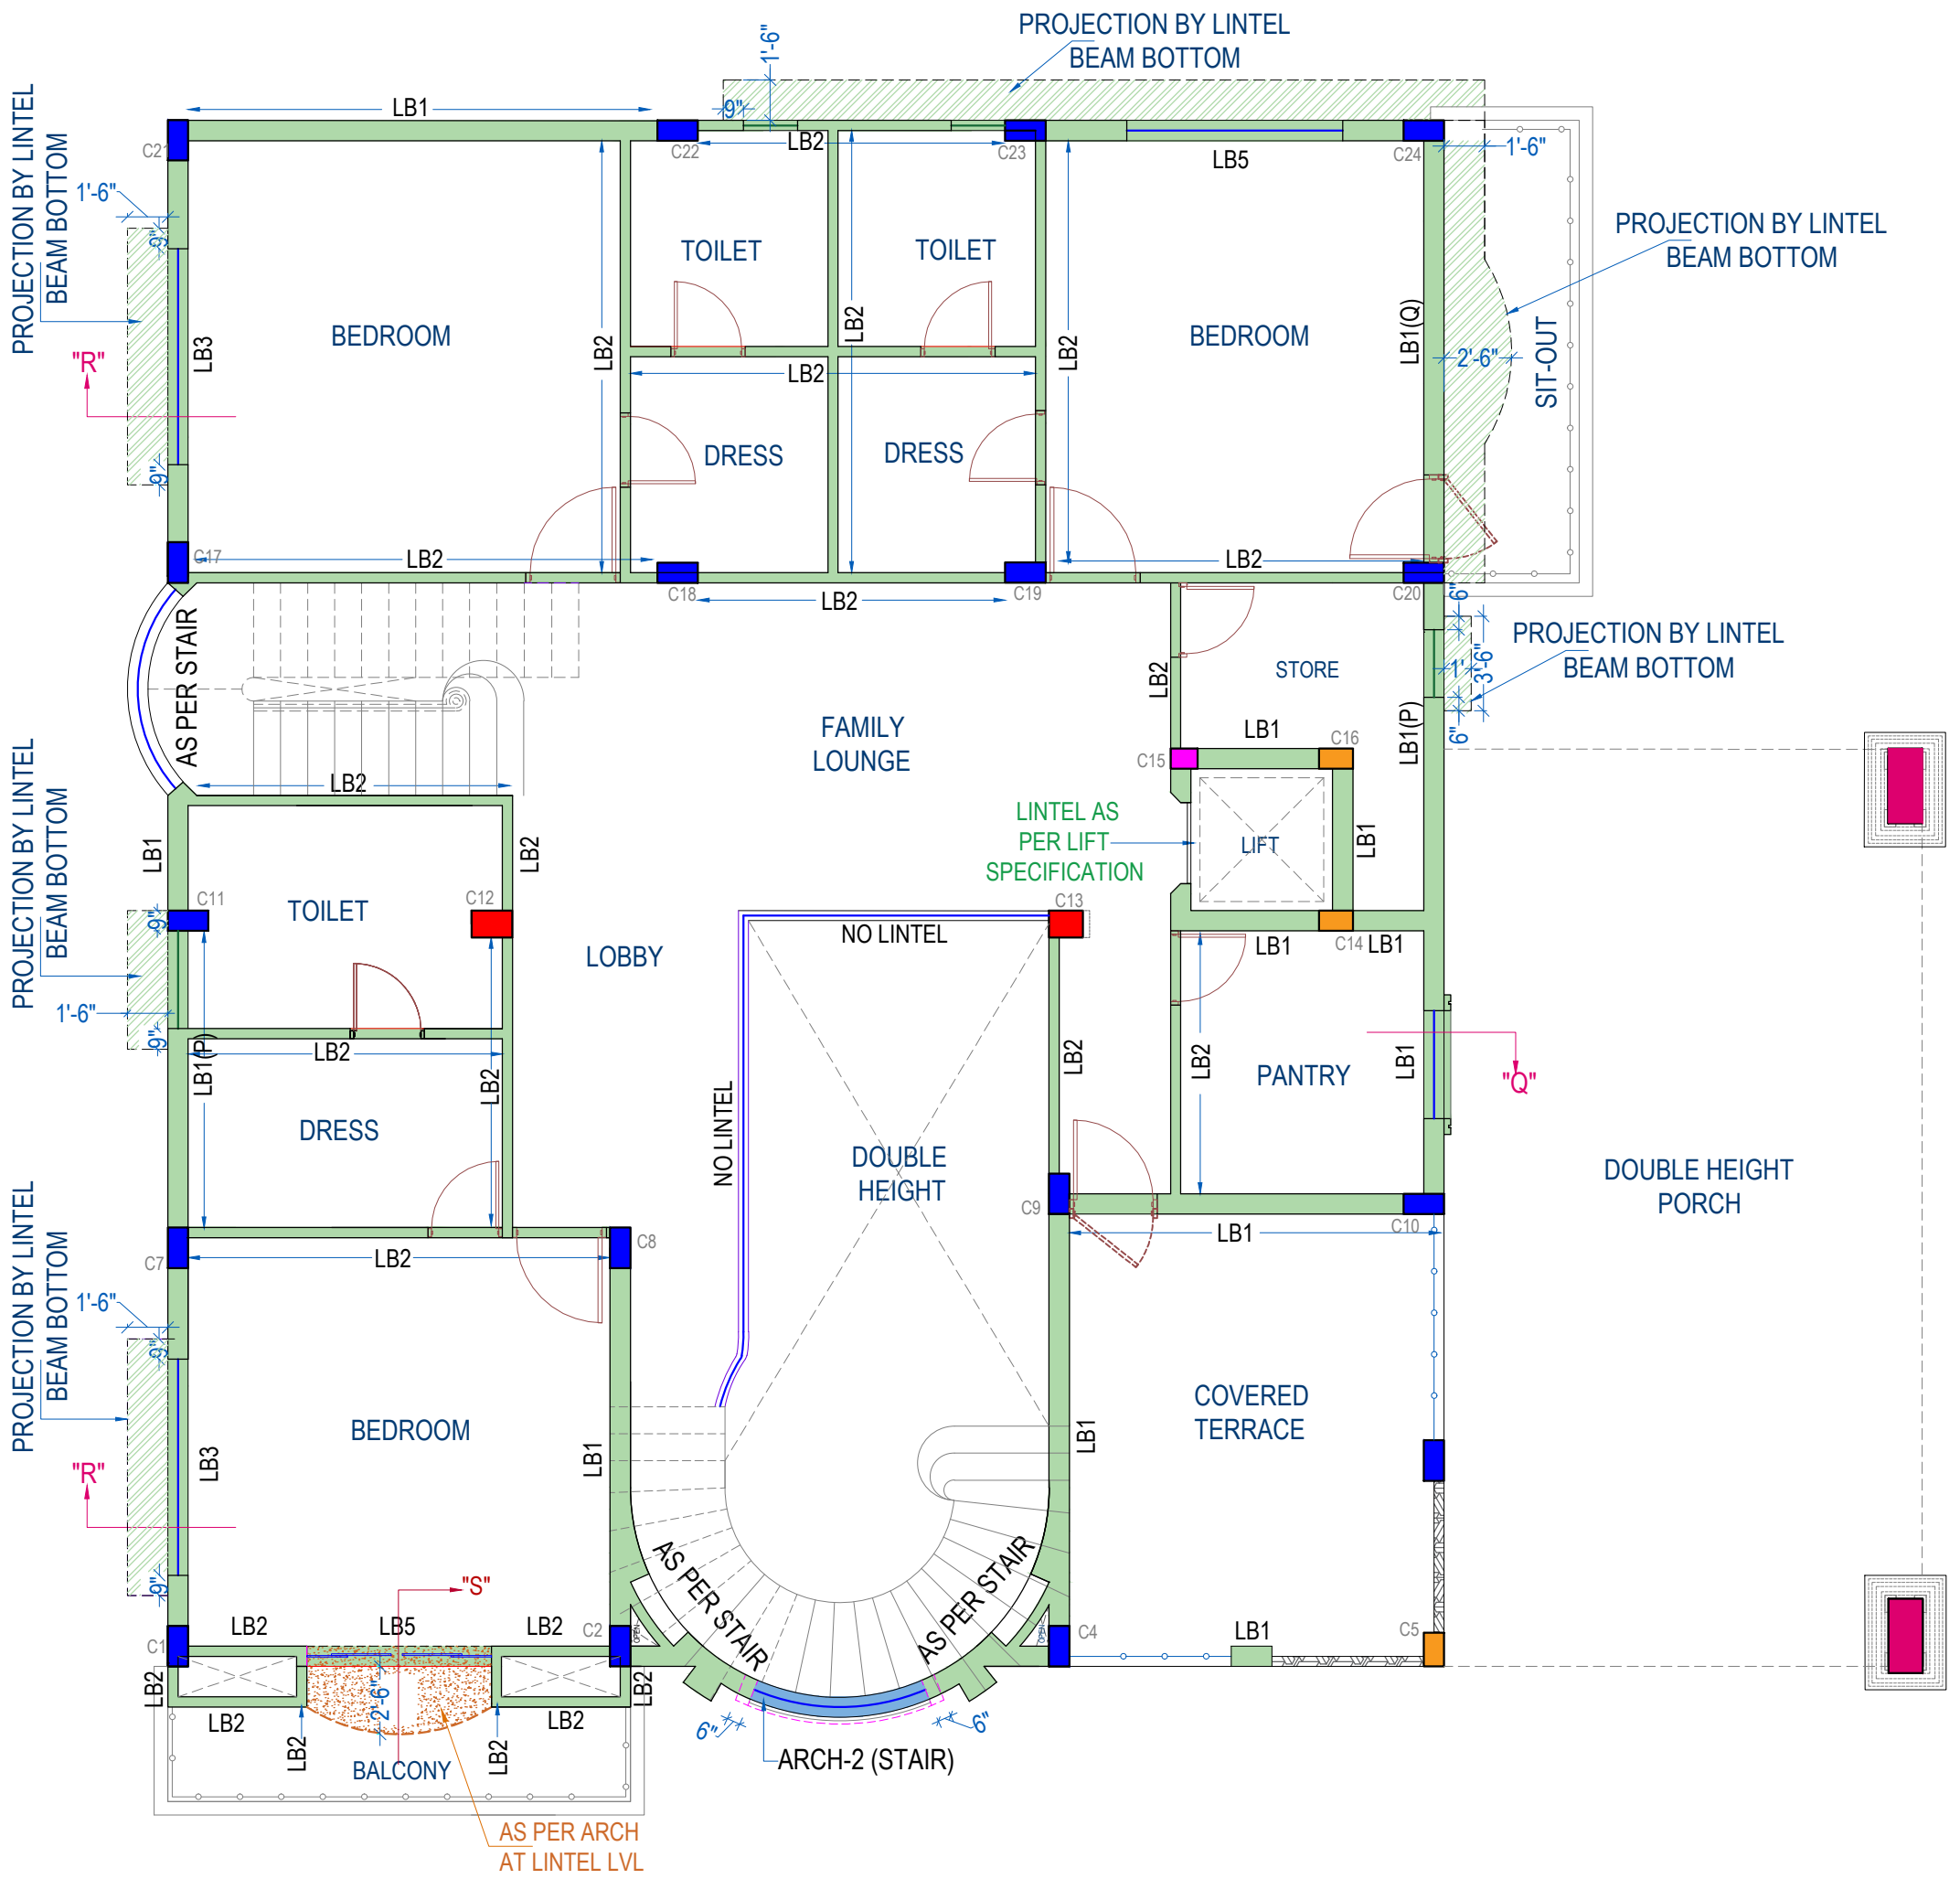 PROJECTION BY LINTEL
BEAM BOTTOM
1'-6"
9"
LB1
C21
C22
LB2
C23
LB5
C24
1'-6"
PROJECTION BY LINTEL
BEAM BOTTOM
1'-6"
9"
"R"
LB3
9"
BEDROOM
LB2
TOILET
LB2
TOILET
LB2
BEDROOM
LB1(Q)
2'-6"
SIT-OUT
PROJECTION BY LINTEL
BEAM BOTTOM
LB2
DRESS
DRESS
C17
LB2
C18
LB2
C19
LB2
C20
6"
1'
3'-6"
6"
PROJECTION BY LINTEL
BEAM BOTTOM
AS PER STAIR
FAMILY
LOUNGE
LB2
STORE
LB1(P)
LB1
C15
C16
LB2
LINTEL AS
PER LIFT
SPECIFICATION
LIFT
LB1
PROJECTION BY LINTEL
BEAM BOTTOM
LB1
LB2
C11
C12
9"
TOILET
1'-6"
9"
LOBBY
NO LINTEL
C13
LB1
C14
LB1
LB1(P)
LB2
LB2
DRESS
NO LINTEL
DOUBLE
HEIGHT
LB2
LB2
PANTRY
LB1
"Q"
DOUBLE HEIGHT
PORCH
C7
LB2
C8
C9
LB1
C10
PROJECTION BY LINTEL
BEAM BOTTOM
1'-6"
9"
"R"
LB3
9"
BEDROOM
LB1
LB1
COVERED
TERRACE
"S"
AS PER STAIR
AS PER STAIR
OPEN
OPEN
C1
LB2
LB5
LB2
C2
C4
LB1
C5
LB2
LB2
LB2
LB2
2'-6"
LB2
LB2
BALCONY
6"
6"
ARCH-2 (STAIR)
AS PER ARCH
AT LINTEL LVL